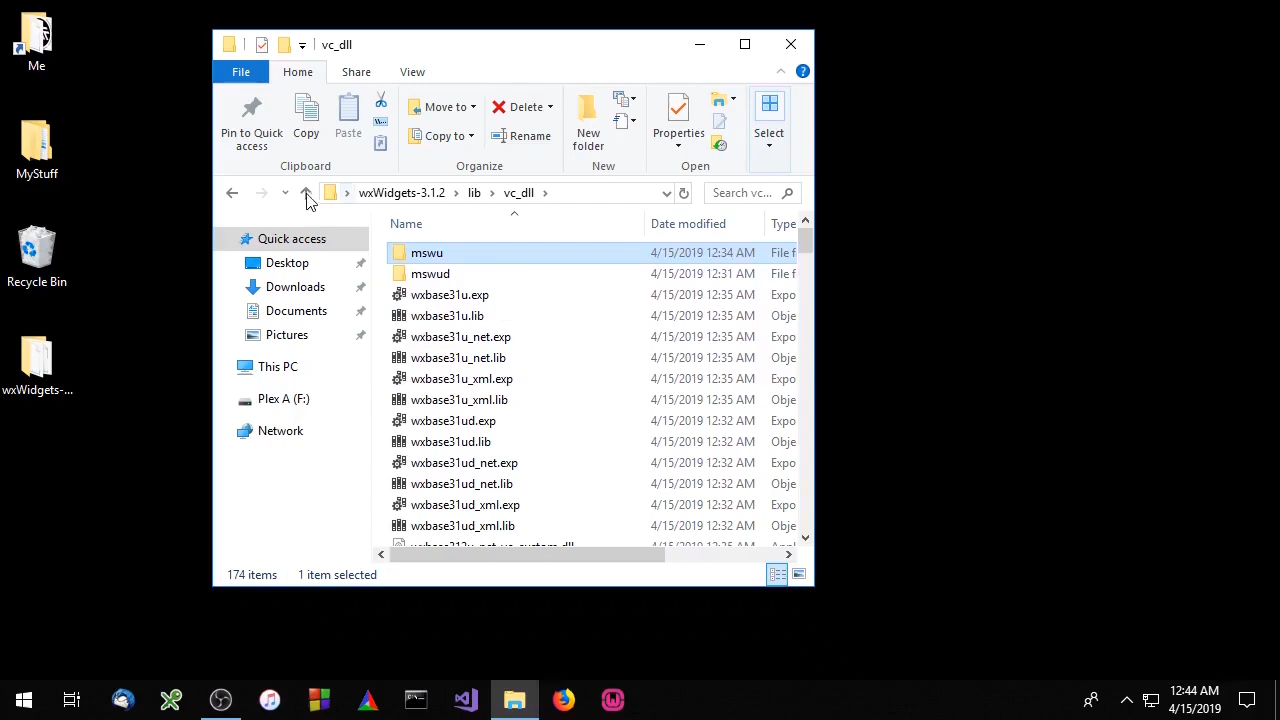 Me
MyStuff
Recycle Bin
wxWidgets-...
vc_dll
File
Home
Share
View
Pin to Quick access
Copy
Paste
Move to
Copy to
Delete
Rename
New folder
Properties
Select
Clipboard
Organize
New
Open
wxWidgets-3.1.2 > lib > vc_dll >
Search vc...
Name
Date modified
Type
Quick access
Desktop
Downloads
Documents
Pictures
This PC
Plex A (F:)
Network
mswu 4/15/2019 12:34 AM File f
mswud 4/15/2019 12:31 AM File f
wxbase31u.exp 4/15/2019 12:35 AM Expo
wxbase31u.lib 4/15/2019 12:35 AM Obje
wxbase31u_net.exp 4/15/2019 12:35 AM Expo
wxbase31u_net.lib 4/15/2019 12:35 AM Obje
wxbase31u_xml.exp 4/15/2019 12:35 AM Expo
wxbase31u_xml.lib 4/15/2019 12:35 AM Obje
wxbase31ud.exp 4/15/2019 12:32 AM Expo
wxbase31ud.lib 4/15/2019 12:32 AM Obje
wxbase31ud_net.exp 4/15/2019 12:32 AM Expo
wxbase31ud_net.lib 4/15/2019 12:32 AM Obje
wxbase31ud_xml.exp 4/15/2019 12:32 AM Expo
wxbase31ud_xml.lib 4/15/2019 12:32 AM Obje
174 items
1 item selected
12:44 AM
4/15/2019